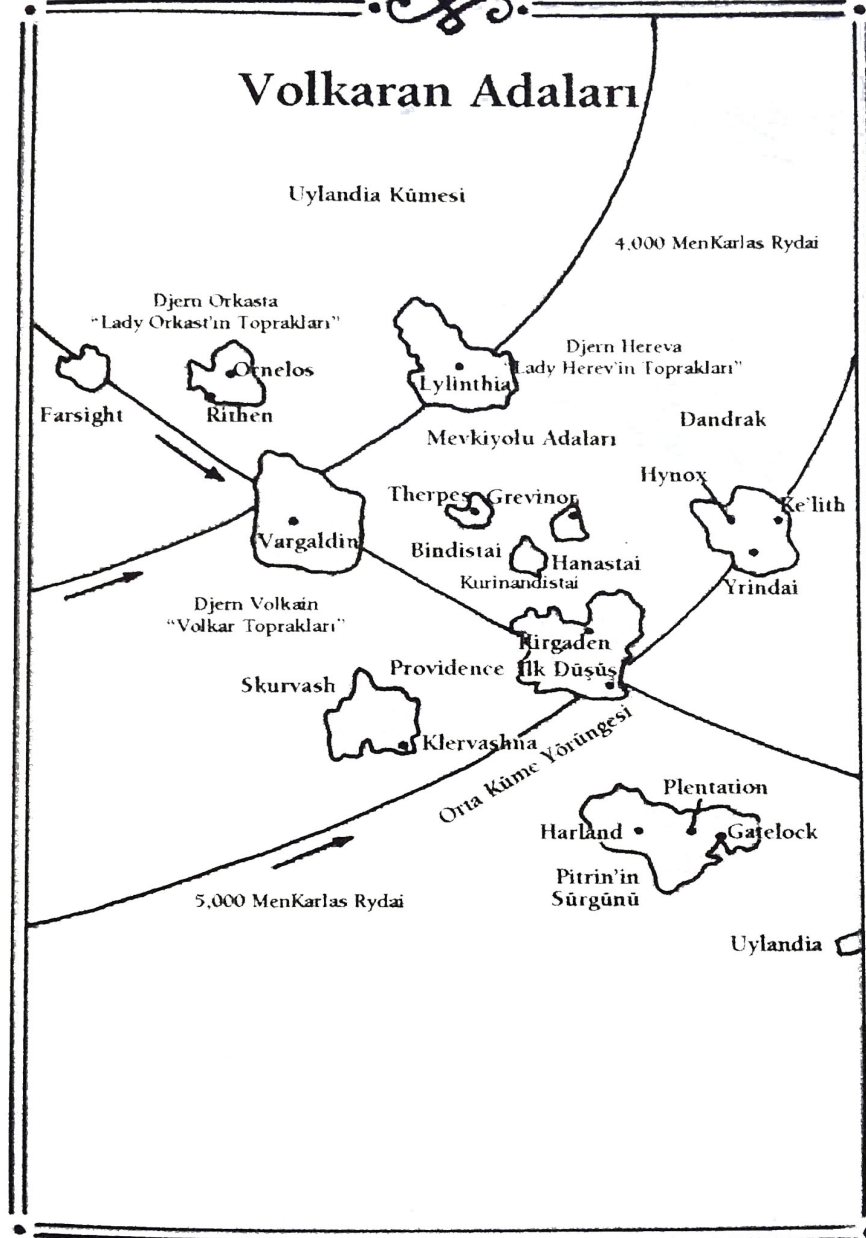 Volkaran Adaları
Uylandia Kümesi
4,000 MenKarlas Rydai
Djern Orkasta
"Lady Orkast'ın Toprakları"
Djern Hereva
"Lady Herev'in Toprakları"
Ornelos
Lylinthia
Farsight
Rithen
Dandrak
Mevkiyolu Adaları
Hynox
Therpes
Grevinor
Ke'lith
Vargaldin
Bindistai
Hanastai
Kurinandistai
Yrindai
Djern Volkain
"Volkar Toprakları"
Hirgaden
Providence
İlk Düşüş
Skurvash
Klervashna
Orta Küme Yörüngesi
Plentation
Harland
Gatelock
Pitrin'in
Sürgünü
5,000 MenKarlas Rydai
Uylandia